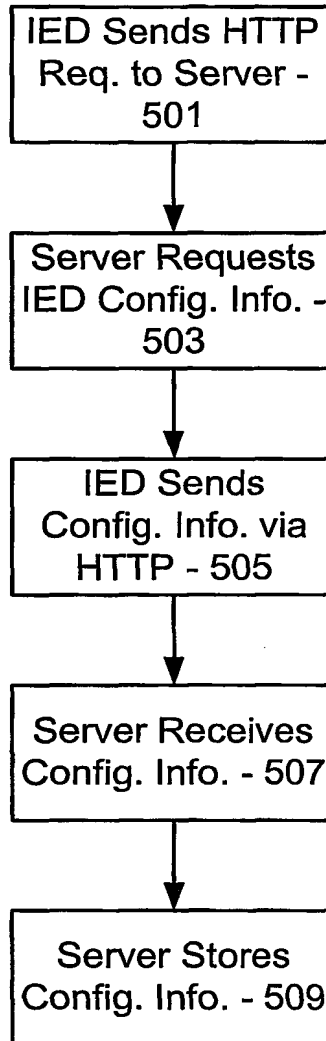 IED Sends HTTP
Req. to Server -
501
Server Requests
IED Config. Info. -
503
IED Sends
Config. Info. via
HTTP - 505
Server Receives
Config. Info. - 507
Server Stores
Config. Info. - 509